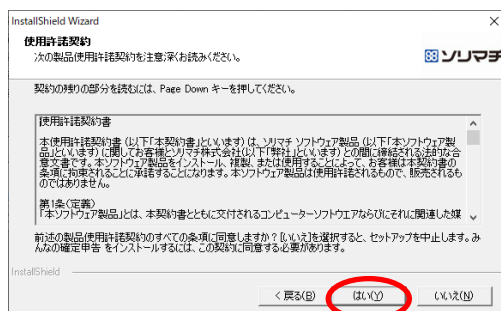 InstallShield Wizard
使用許諾契約
次の製品使用許諾契約を注意深くお読みください。
ソリマチ
契約の残りの部分を読むには、Page Down キーを押してください。
使用許諾契約書
本使用許諾契約書（以下「本契約書」といいます）は、ソリマチ ソフトウェア製品（以下「本ソフトウェア製
品」といいます）に関してお客様とソリマチ株式会社（以下「弊社」といいます）との間に締結される法的な合
意文書です。本ソフトウェア製品をインストール、複製、または使用することによって、お客様は本契約書の
条項に拘束されることに承諾することになります。本ソフトウェア製品は使用許諾されるもので、販売されるも
のではありません。
第1条(定義)
「本ソフトウェア製品」とは、本契約書とともに交付されるコンピューターソフトウエアならびにそれに関連した媒
前述の製品使用許諾契約のすべての条項に同意しますか？[いいえ]を選択すると、セットアップを中止します。み
んなの確定申告 をインストールするには、この契約に同意する必要があります。
InstallShield
< 戻る(B)
はい(Y)
いいえ(N)